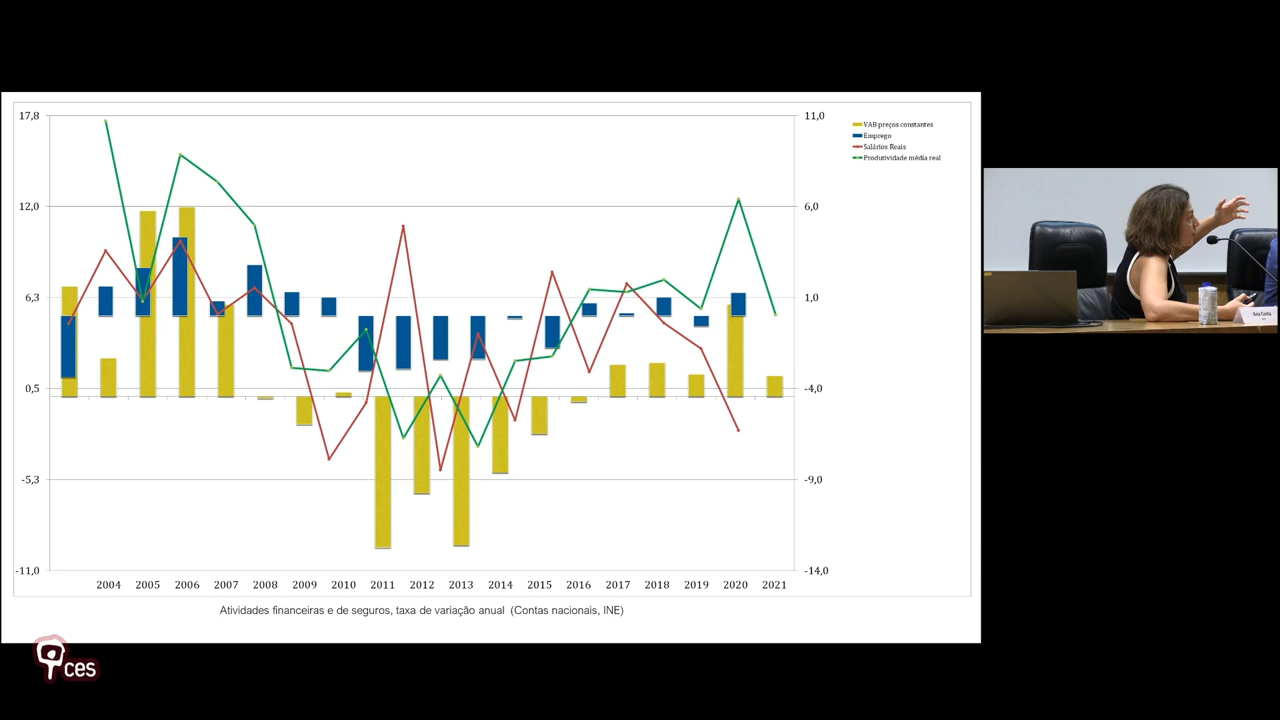 17,8
12,0
6,3
0,5
-5,3
-11,0
11,0
6,0
1,0
-4,0
-9,0
-14,0
VAB preços constantes
Emprego
Salários Reais
Produtividade média real
2004 2005 2006 2007 2008 2009 2010 2011 2012 2013 2014 2015 2016 2017 2018 2019 2020 2021
Atividades financeiras e de seguros, taxa de variação anual (Contas nacionais, INE)
ces